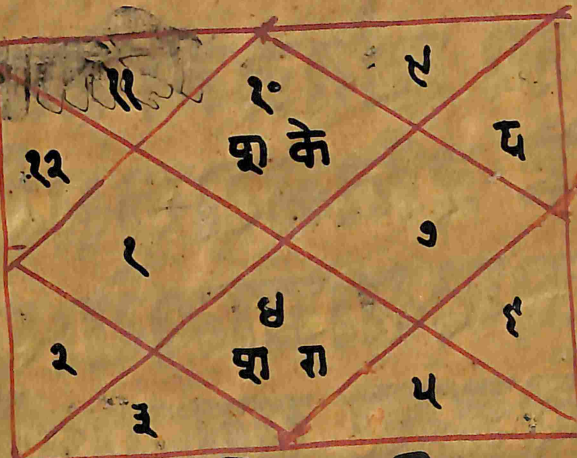 ११ १० ९
१२ शु के ८
१ ७
४
२ शु रा ६
३ ५